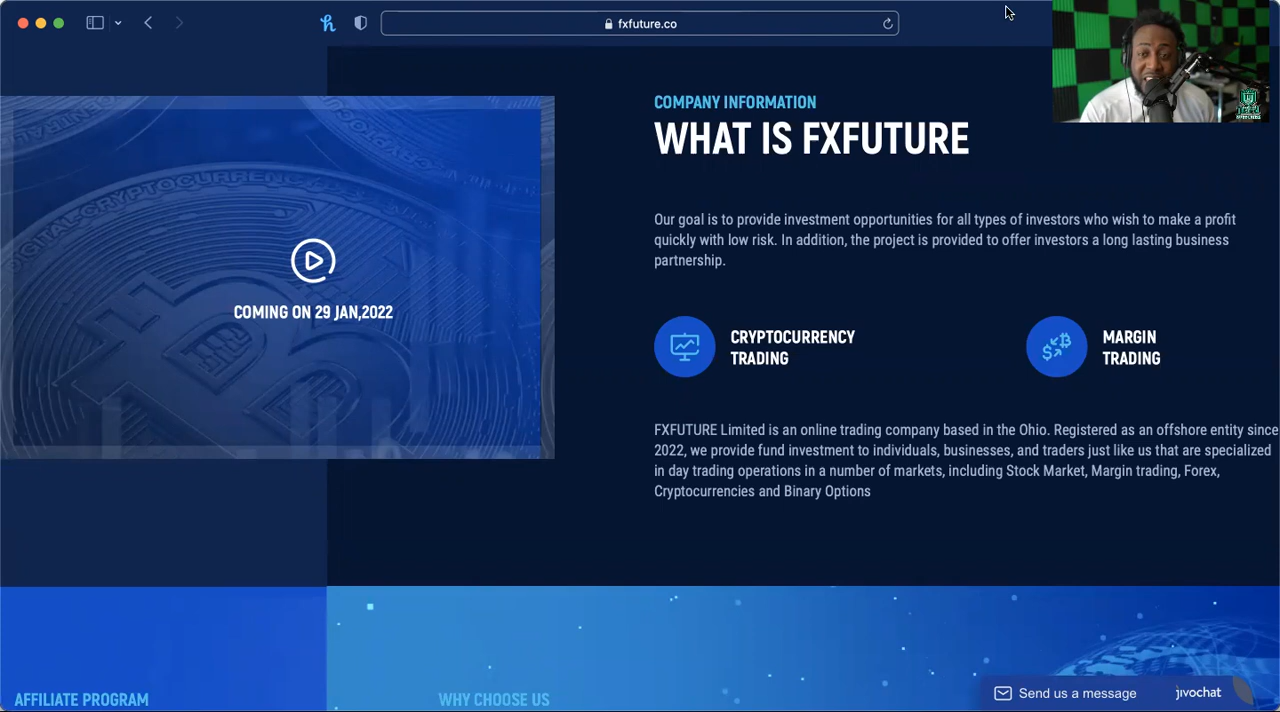 fxfuture.co
COMPANY INFORMATION
WHAT IS FXFUTURE
Our goal is to provide investment opportunities for all types of investors who wish to make a profit
quickly with low risk. In addition, the project is provided to offer investors a long lasting business
partnership.
COMING ON 29 JAN,2022
CRYPTOCURRENCY
TRADING
MARGIN
TRADING
FXFUTURE Limited is an online trading company based in the Ohio. Registered as an offshore entity since
2022, we provide fund investment to individuals, businesses, and traders just like us that are specialized
in day trading operations in a number of markets, including Stock Market, Margin trading, Forex,
Cryptocurrencies and Binary Options
AFFILIATE PROGRAM
WHY CHOOSE US
Send us a message
jivochat
DIGITAL CRYPTOCURRENCY